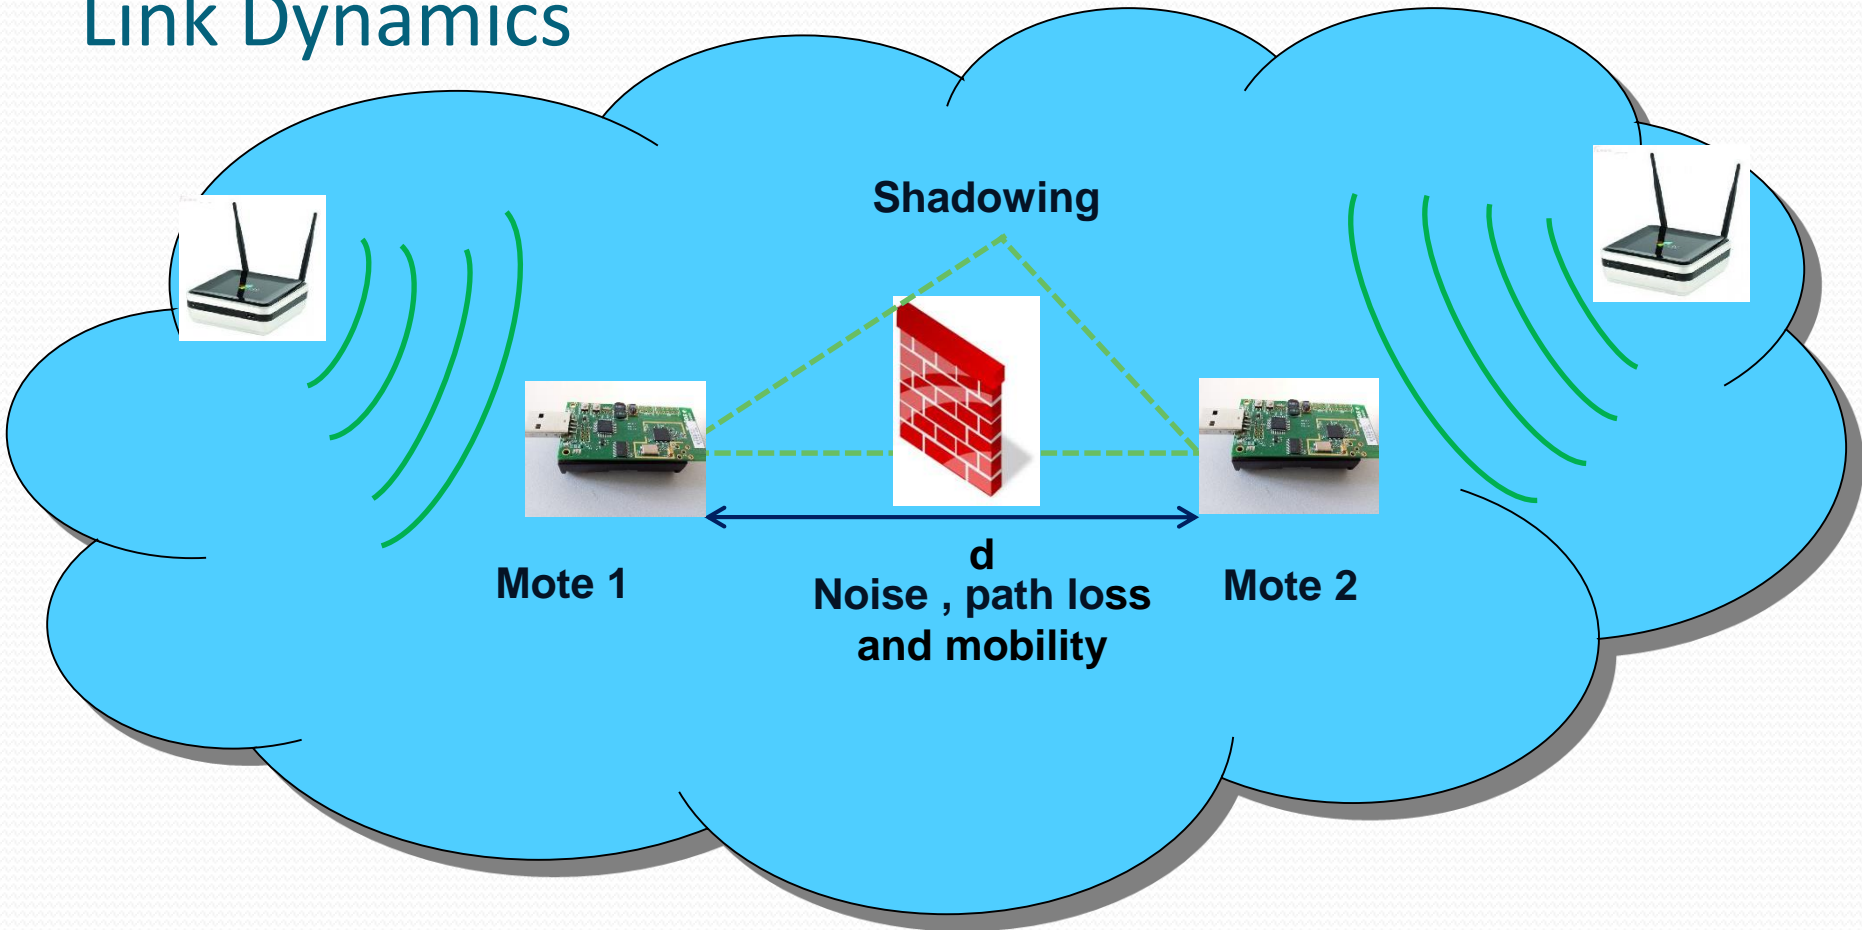 Link Dynamics
Shadowing
d
Mote 1
Noise , path loss
and mobility
Mote 2